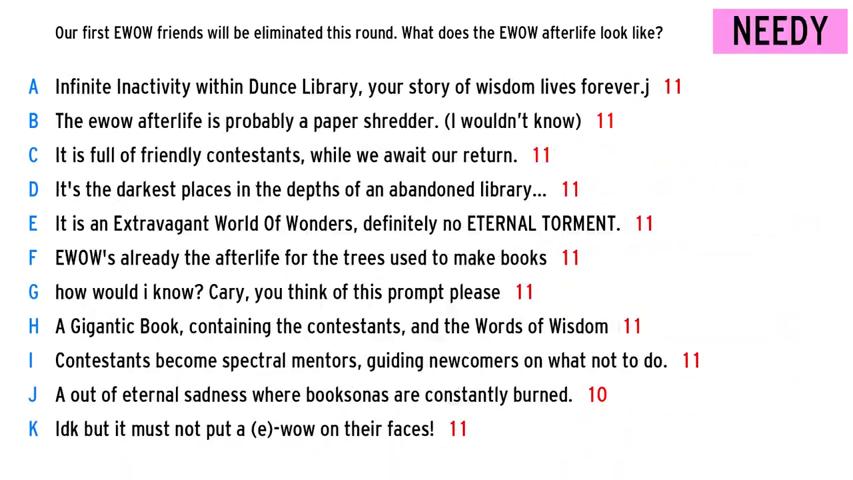 Our first EWOW friends will be eliminated this round. What does the EWOW afterlife look like?
NEEDY
A Infinite Inactivity within Dunce Library, your story of wisdom lives forever.j 11
B The ewow afterlife is probably a paper shredder. (I wouldn't know) 11
C It is full of friendly contestants, while we await our return. 11
D It's the darkest places in the depths of an abandoned library... 11
E It is an Extravagant World Of Wonders, definitely no ETERNAL TORMENT. 11
F EWOW's already the afterlife for the trees used to make books 11
G how would i know? Cary, you think of this prompt please 11
H A Gigantic Book, containing the contestants, and the Words of Wisdom 11
I Contestants become spectral mentors, guiding newcomers on what not to do. 11
J A out of eternal sadness where booksonas are constantly burned. 10
K Idk but it must not put a (e)-wow on their faces! 11